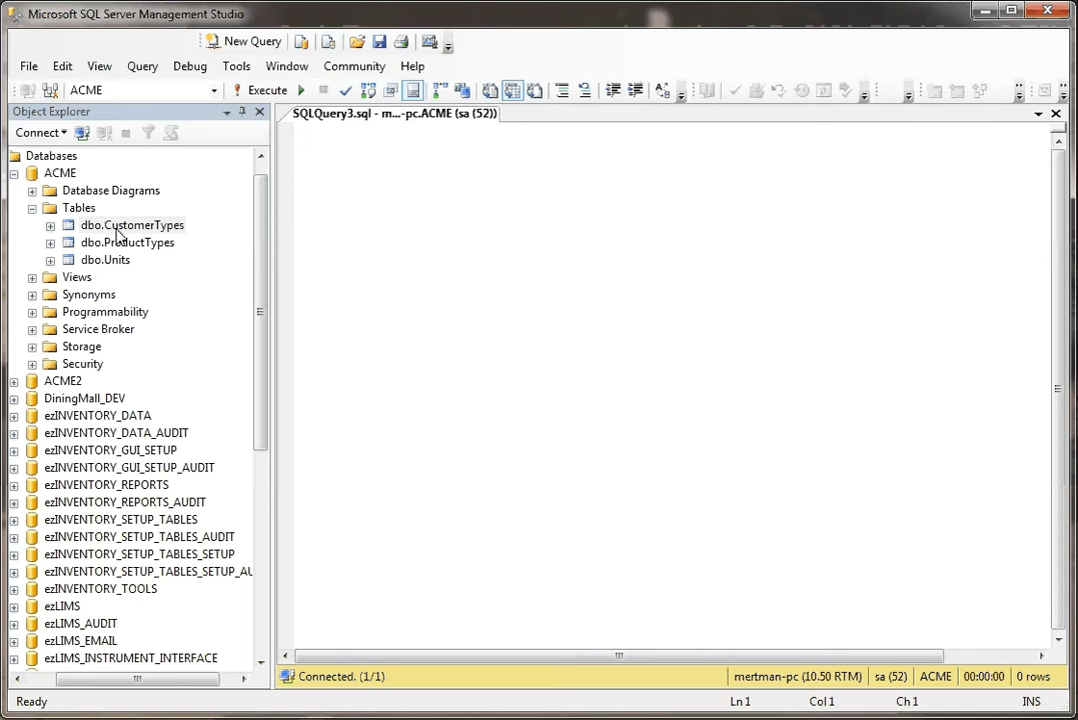 Microsoft SQL Server Management Studio
New Query
File Edit View Query Debug Tools Window Community Help
ACME
Execute
Object Explorer
SQLQuery3.sql - m...-pc.ACME (sa (52))
Connect
Databases
ACME
Database Diagrams
Tables
dbo.CustomerTypes
dbo.ProductTypes
dbo.Units
Views
Synonyms
Programmability
Service Broker
Storage
Security
ACME2
DiningMall_DEV
ezINVENTORY_DATA
ezINVENTORY_DATA_AUDIT
ezINVENTORY_GUI_SETUP
ezINVENTORY_GUI_SETUP_AUDIT
ezINVENTORY_REPORTS
ezINVENTORY_REPORTS_AUDIT
ezINVENTORY_SETUP_TABLES
ezINVENTORY_SETUP_TABLES_AUDIT
ezINVENTORY_SETUP_TABLES_SETUP
ezINVENTORY_SETUP_TABLES_SETUP_AU
ezINVENTORY_TOOLS
ezLIMS
ezLIMS_AUDIT
ezLIMS_EMAIL
ezLIMS_INSTRUMENT_INTERFACE
Connected. (1/1)
mertman-pc (10.50 RTM) sa (52) ACME 00:00:00 0 rows
Ready
Ln 1 Col 1 Ch 1 INS